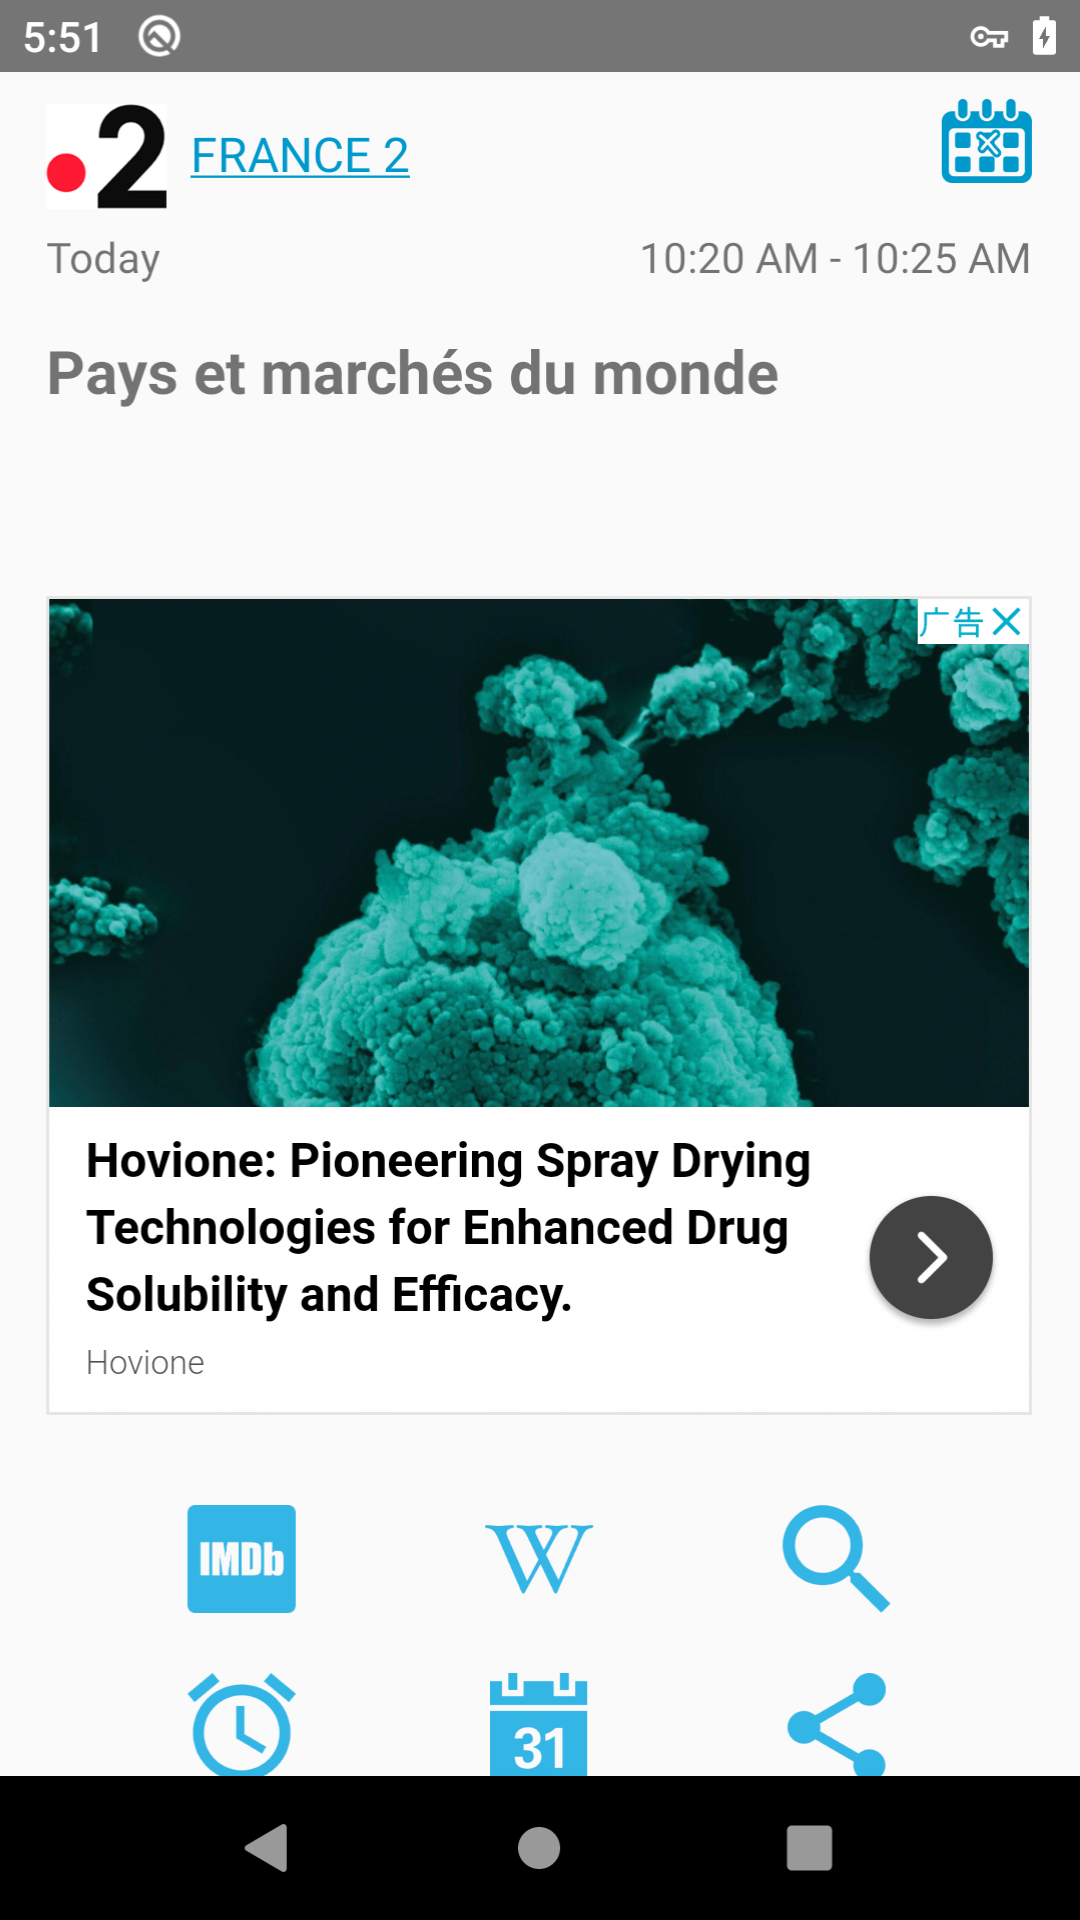 5:51
2 FRANCE 2
Today 10:20 AM - 10:25 AM
Pays et marchés du monde
广告
Hovione: Pioneering Spray Drying
Technologies for Enhanced Drug
Solubility and Efficacy.
Hovione
IMDb W
31